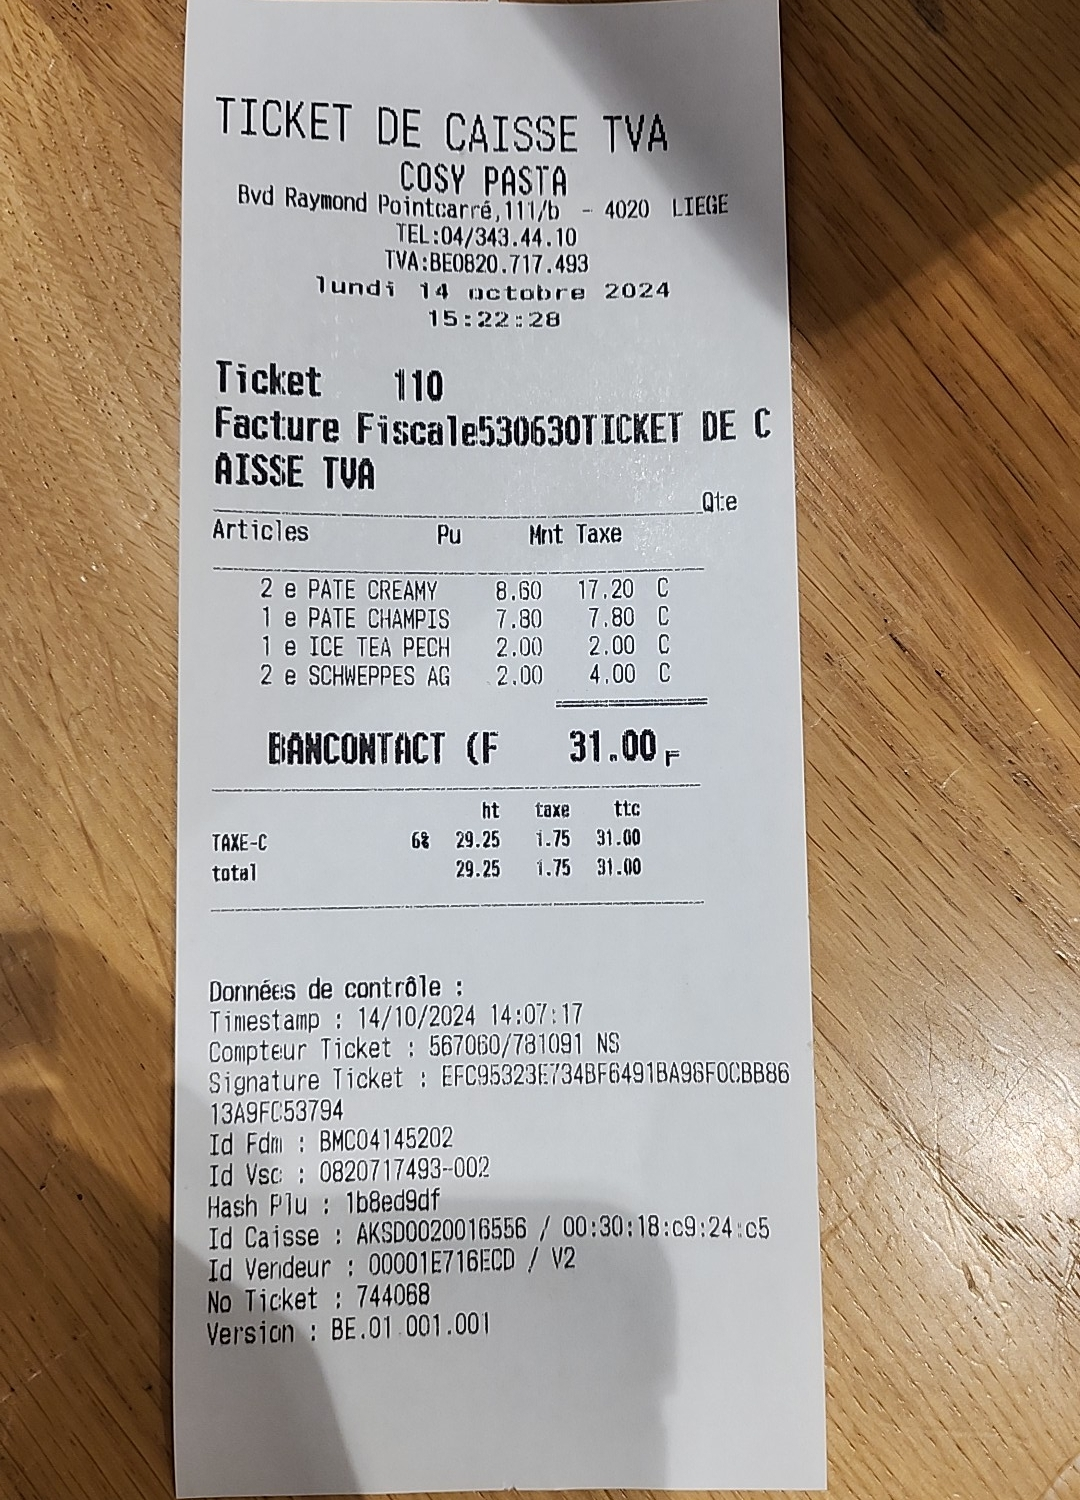 TICKET DE CAISSE TVA
COSY PASTA
Bvd Raymond Pointcarré,111/b - 4020 LIEGE
TEL:04/343.44.10
TVA:BE0820.717.493
lundi 14 octobre 2024
15:22:28
Ticket 110
Facture Fiscale530630TICKET DE C
AISSE TVA
Qte
Articles Pu Mnt Taxe
2 e PATE CREAMY 8.60 17.20 C
1 e PATE CHAMPIS 7.80 7.80 C
1 e ICE TEA PECH 2.00 2.00 C
2 e SCHWEPPES AG 2.00 4.00 C
BANCONTACT (F 31.00 F
ht taxe ttc
TAXE-C 6% 29.25 1.75 31.00
total 29.25 1.75 31.00
Données de contrôle :
Timestamp : 14/10/2024 14:07:17
Compteur Ticket : 567060/781091 NS
Signature Ticket : EFC95323E734BF6491BA96F0CBB86
13A9FC53794
Id Fdm : BMC04145202
Id Vsc : 0820717493-002
Hash Plu : 1b8ed9df
Id Caisse : AKSD0020016556 / 00:30:18:c9:24:c5
Id Vendeur : 00001E716ECD / V2
No Ticket : 744068
Version : BE.01.001.001